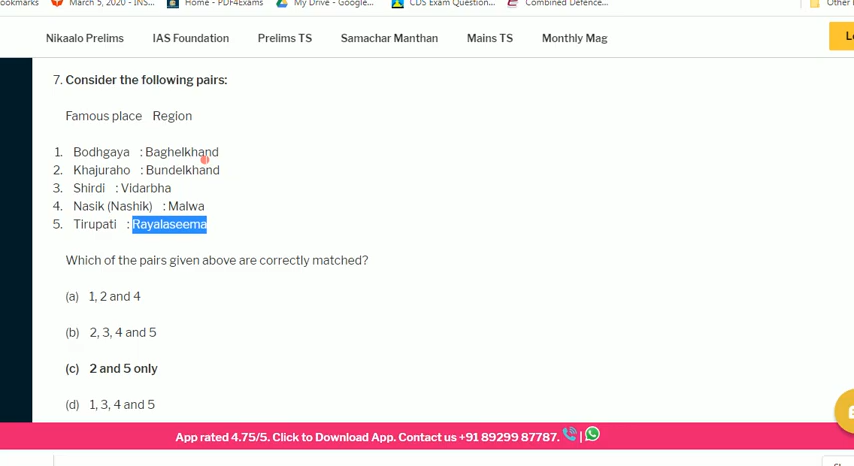 ookmarks March 5, 2020 - INS... Home - PDF4Exams My Drive - Google... CDS Exam Question... Combined Defence... Other
Nikaalo Prelims IAS Foundation Prelims TS Samachar Manthan Mains TS Monthly Mag L
7. Consider the following pairs:
Famous place Region
1. Bodhgaya : Baghelkhand
2. Khajuraho : Bundelkhand
3. Shirdi : Vidarbha
4. Nasik (Nashik) : Malwa
5. Tirupati : Rayalaseema
Which of the pairs given above are correctly matched?
(a) 1, 2 and 4
(b) 2, 3, 4 and 5
(c) 2 and 5 only
(d) 1, 3, 4 and 5
App rated 4.75/5. Click to Download App. Contact us +91 89299 87787. |